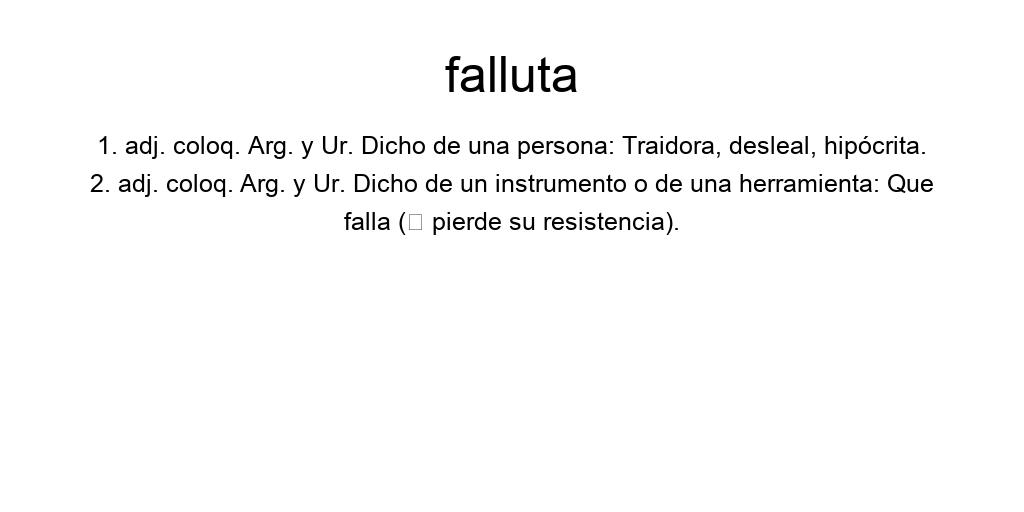 falluta
1. adj. coloq. Arg. y Ur. Dicho de una persona: Traidora, desleal, hipócrita.
2. adj. coloq. Arg. y Ur. Dicho de un instrumento o de una herramienta: Que
falla (□ pierde su resistencia).